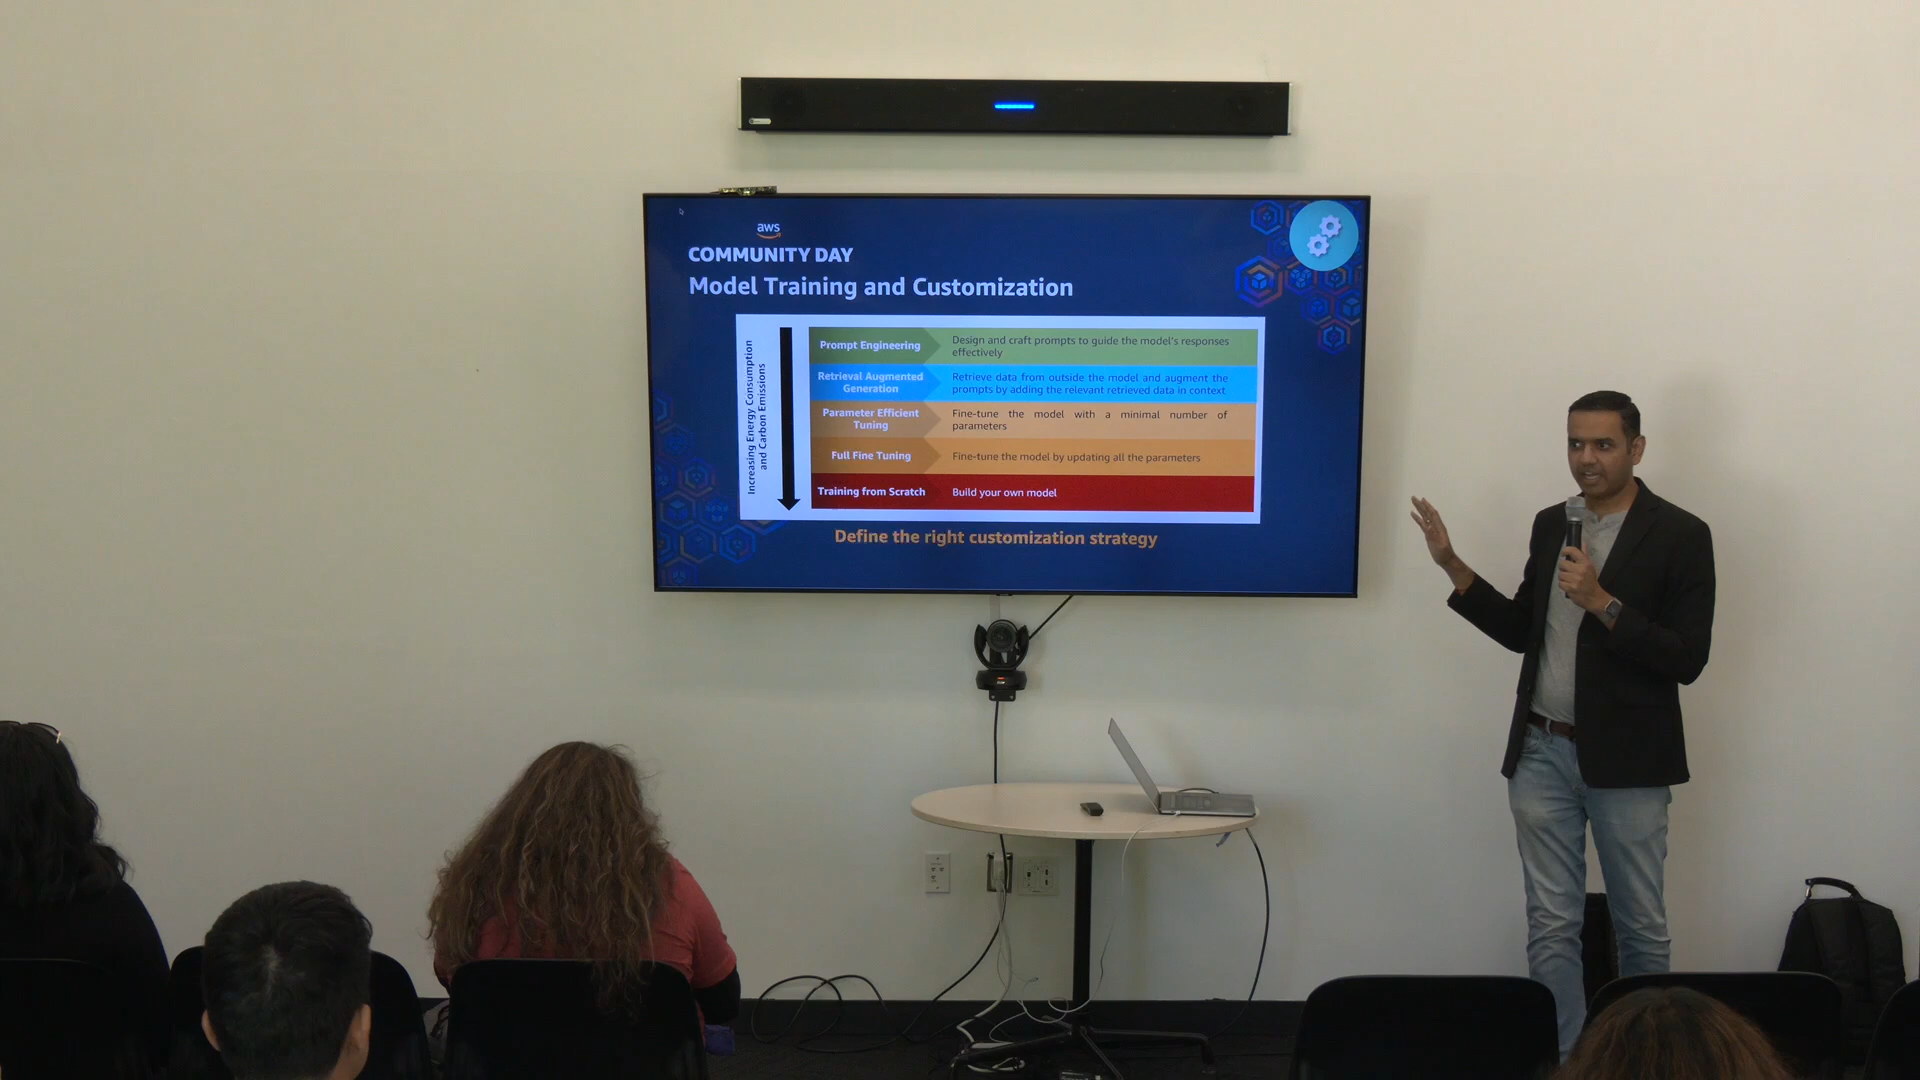 aws
COMMUNITY DAY
Model Training and Customization
Increasing Energy Consumption
and Carbon Emissions
Prompt Engineering
Design and craft prompts to guide the model's responses
effectively
Retrieval Augmented
Generation
Retrieve data from outside the model and augment the
prompts by adding the relevant retrieved data in context
Parameter Efficient
Tuning
Fine-tune the model with a minimal number of
parameters
Full Fine Tuning
Fine-tune the model by updating all the parameters
Training from Scratch
Build your own model
Define the right customization strategy